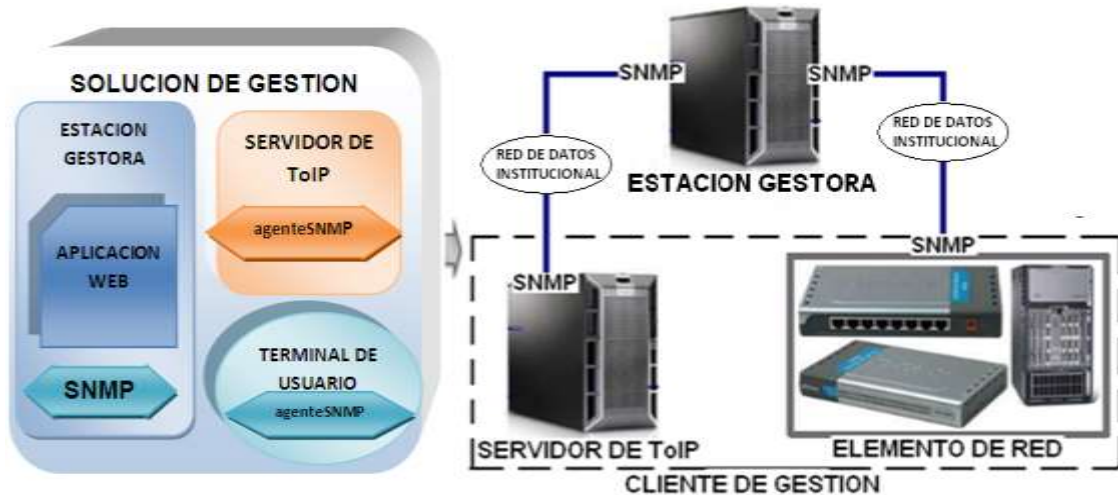 SOLUCION DE GESTION
ESTACION
GESTORA
APLICACION
WEB
SNMP
SERVIDOR DE
ToIP
agenteSNMP
TERMINAL DE
USUARIO
agenteSNMP
SNMP
SNMP
RED DE DATOS
INSTITUCIONAL
RED DE DATOS
INSTITUCIONAL
ESTACION GESTORA
SNMP
SNMP
SERVIDOR DE ToIP
ELEMENTO DE RED
CLIENTE DE GESTION